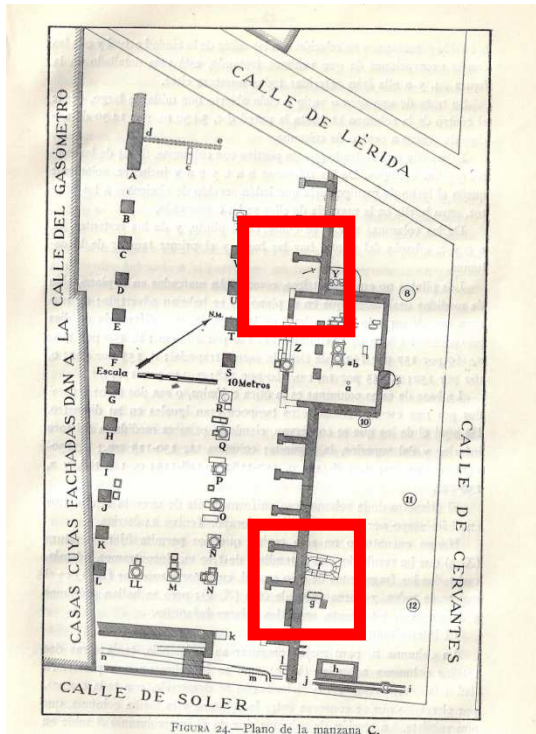 CALLE DE LÉRIDA
CASAS CUYAS FACHADAS DAN A LA CALLE DEL GASÓMETRO
d
e
c
A
B
C
D
Y
8
E
U
N.M.
T
Z
F
S
ab
Escala
10 Metros
a
G
R
10
H
Q
I
P
CALLE DE CERVANTES
11
J
O
K
Ñ
f
L
LL
M
N
g
12
k
l
h
n
m
j
i
CALLE DE SOLER
FIGURA 24.—Plano de la manzana C.